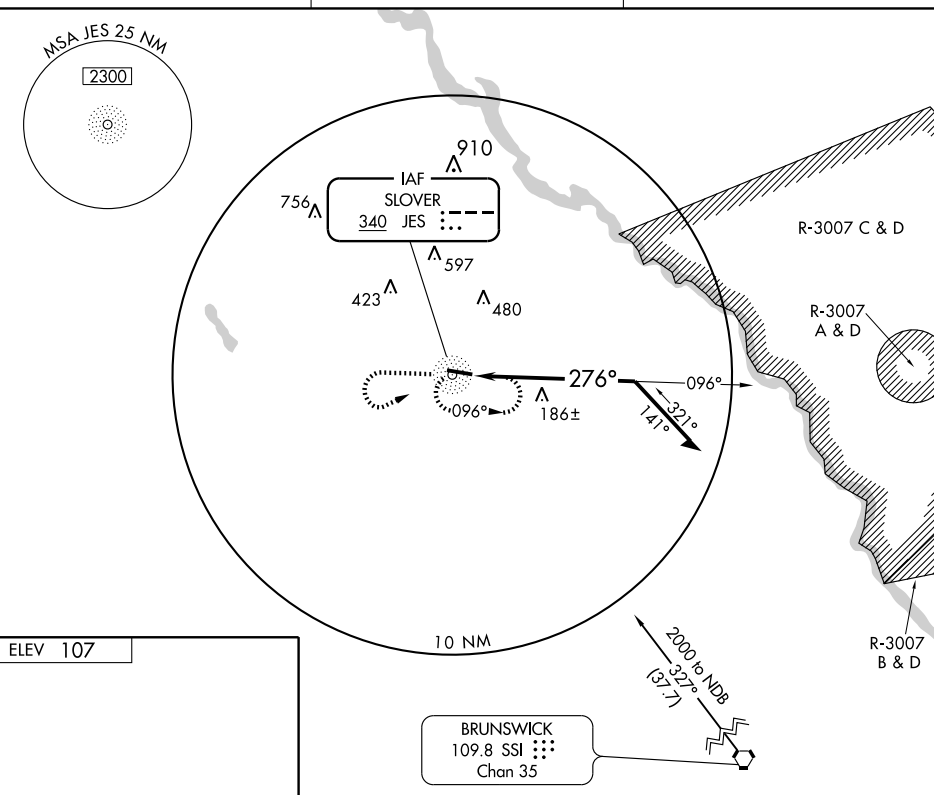 MSA JES 25 NM
2300
910
IAF
SLOVER
340 JES
756
597
423
480
R-3007 C & D
R-3007
A & D
276°
096°
096°
186±
321°
141°
10 NM
ELEV 107
2000 to NDB
327°
(37.7)
R-3007
B & D
BRUNSWICK
109.8 SSI
Chan 35